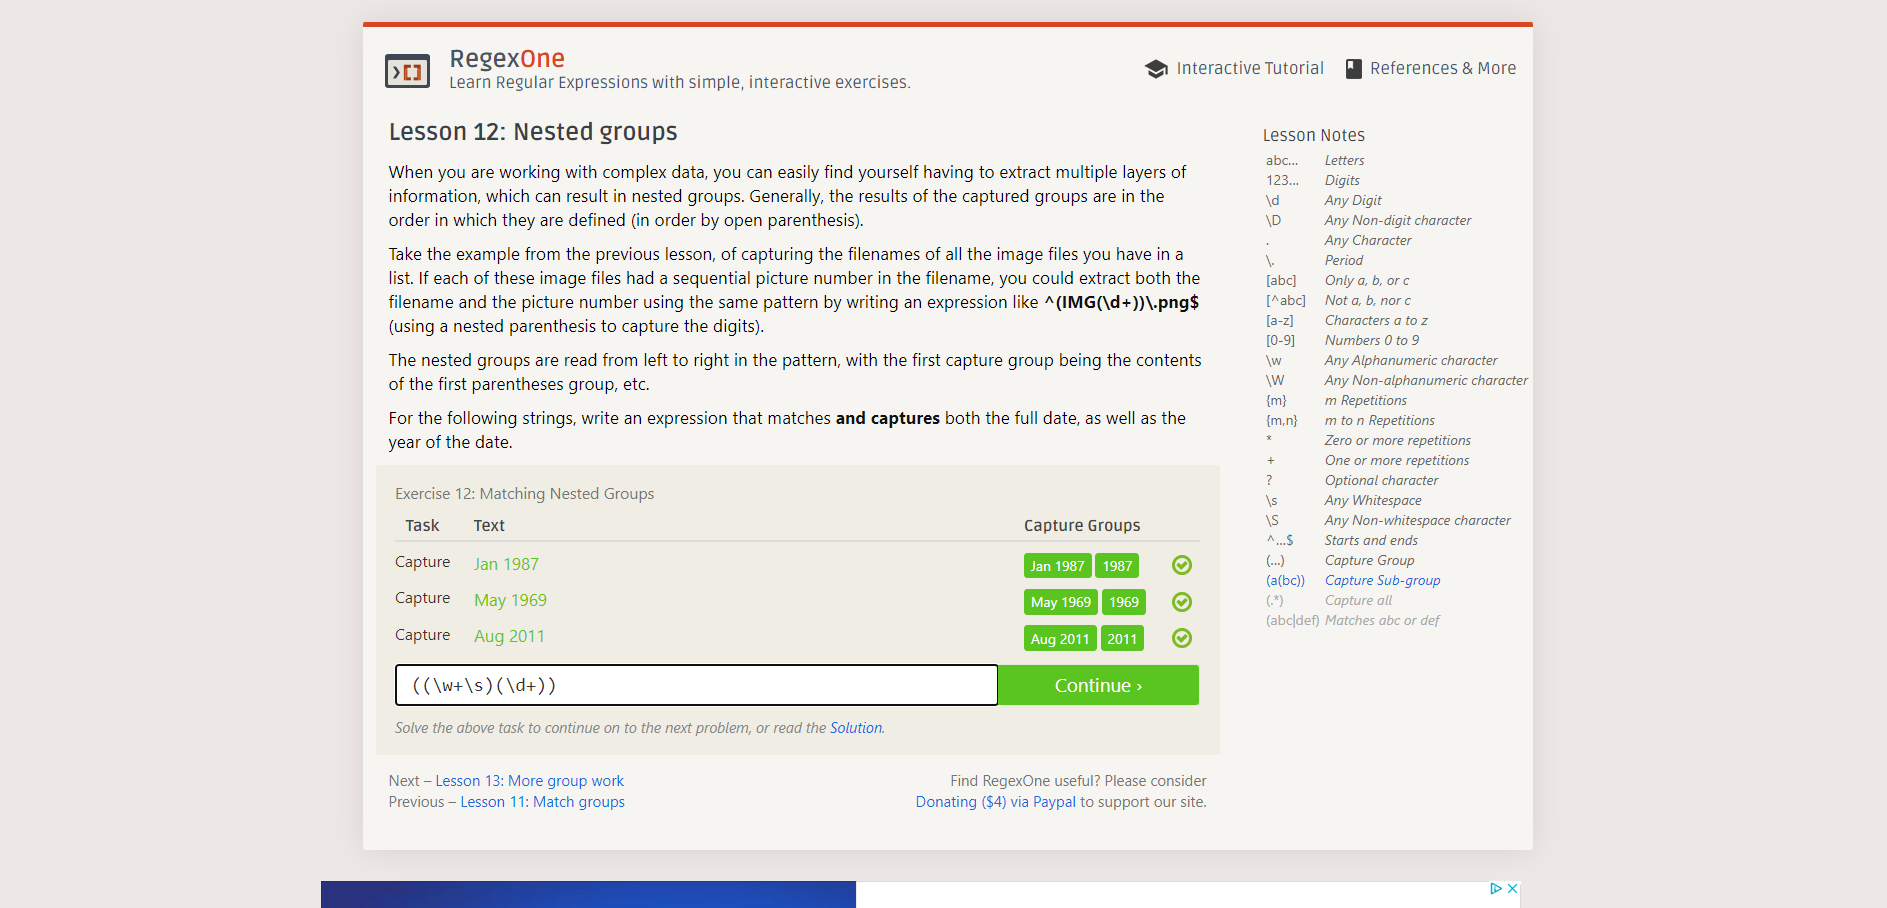 RegexOne
Learn Regular Expressions with simple, interactive exercises.
Interactive Tutorial
References & More
Lesson 12: Nested groups
When you are working with complex data, you can easily find yourself having to extract multiple layers of
information, which can result in nested groups. Generally, the results of the captured groups are in the
order in which they are defined (in order by open parenthesis).
Take the example from the previous lesson, of capturing the filenames of all the image files you have in a
list. If each of these image files had a sequential picture number in the filename, you could extract both the
filename and the picture number using the same pattern by writing an expression like ^(IMG(\d+))\.png$
(using a nested parenthesis to capture the digits).
The nested groups are read from left to right in the pattern, with the first capture group being the contents
of the first parentheses group, etc.
For the following strings, write an expression that matches and captures both the full date, as well as the
year of the date.
Exercise 12: Matching Nested Groups
Task Text Capture Groups
Capture Jan 1987 Jan 1987 1987
Capture May 1969 May 1969 1969
Capture Aug 2011 Aug 2011 2011
((\w+\s)(\d+))
Continue ›
Solve the above task to continue on to the next problem, or read the Solution.
Next – Lesson 13: More group work
Previous – Lesson 11: Match groups
Find RegexOne useful? Please consider
Donating ($4) via Paypal to support our site.
Lesson Notes
abc... Letters
123... Digits
\d Any Digit
\D Any Non-digit character
. Any Character
\. Period
[abc] Only a, b, or c
[^abc] Not a, b, nor c
[a-z] Characters a to z
[0-9] Numbers 0 to 9
\w Any Alphanumeric character
\W Any Non-alphanumeric character
{m} m Repetitions
{m,n} m to n Repetitions
* Zero or more repetitions
+ One or more repetitions
? Optional character
\s Any Whitespace
\S Any Non-whitespace character
^...$ Starts and ends
(...) Capture Group
(a(bc)) Capture Sub-group
(.*) Capture all
(abc|def) Matches abc or def